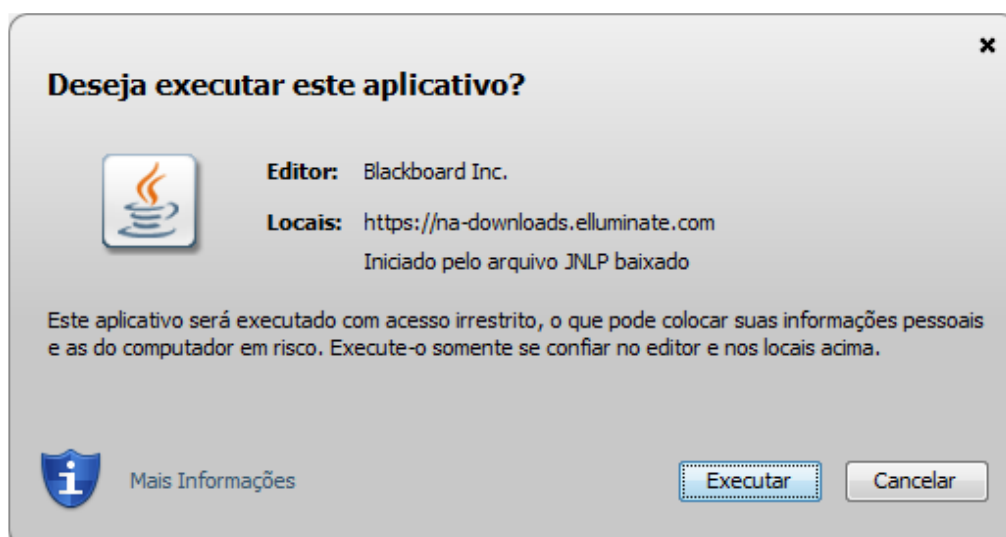 Deseja executar este aplicativo?
Editor: Blackboard Inc.
Locais: https://na-downloads.elluminate.com
Iniciado pelo arquivo JNLP baixado
Este aplicativo será executado com acesso irrestrito, o que pode colocar suas informações pessoais
e as do computador em risco. Execute-o somente se confiar no editor e nos locais acima.
Mais Informações
Executar
Cancelar